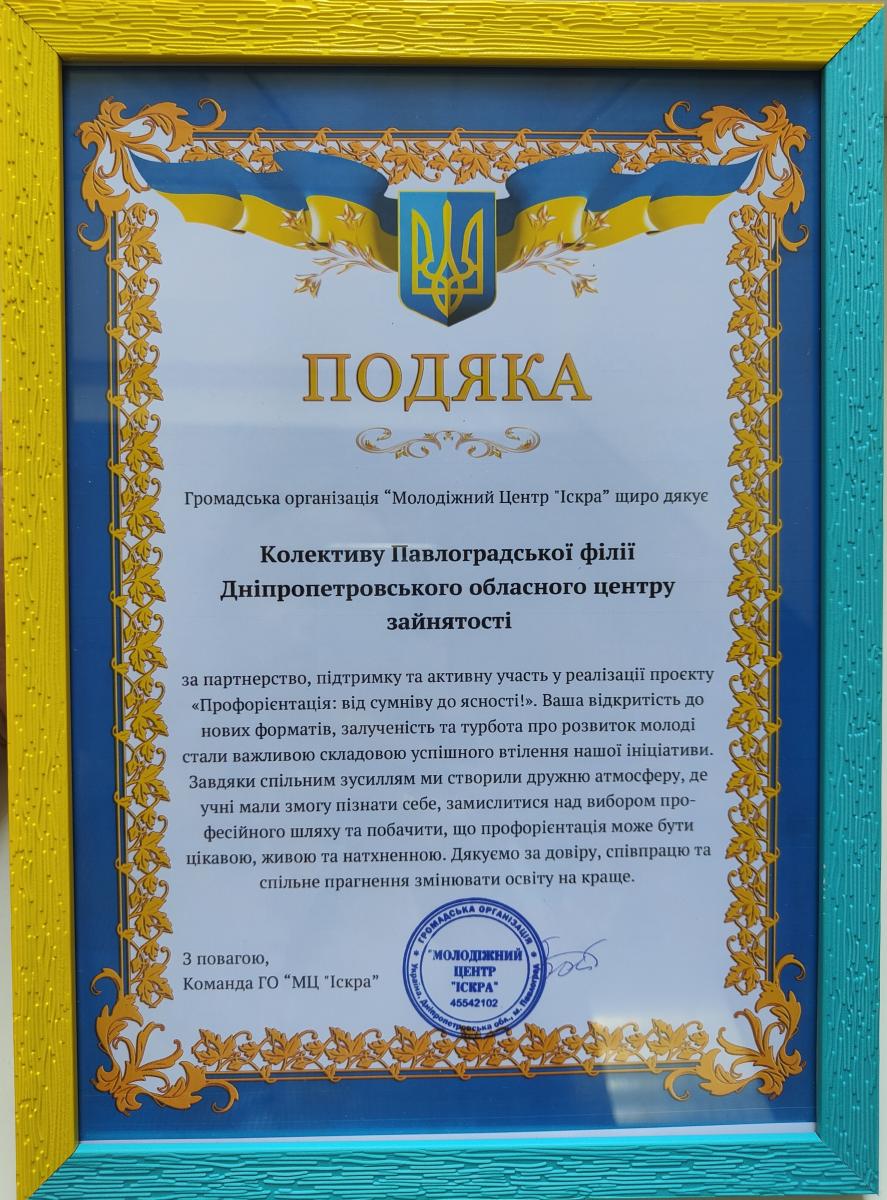 ПОДЯКА
Громадська організація “Молодіжний Центр "Іскра” щиро дякує
Колективу Павлоградської філії
Дніпропетровського обласного центру
зайнятості
за партнерство, підтримку та активну участь у реалізації проєкту
«Профорієнтація: від сумніву до ясності!». Ваша відкритість до
нових форматів, залученість та турбота про розвиток молоді
стали важливою складовою успішного втілення нашої ініціативи.
Завдяки спільним зусиллям ми створили дружню атмосферу, де
учні мали змогу пізнати себе, замислитися над вибором про-
фесійного шляху та побачити, що профорієнтація може бути
цікавою, живою та натхненною. Дякуємо за довіру, співпрацю та
спільне прагнення змінювати освіту на краще.
З повагою,
Команда ГО “МЦ "Іскра”
ГРОМАДСЬКА ОРГАНІЗАЦІЯ
"МОЛОДІЖНИЙ
ЦЕНТР
"ІСКРА"
45542102
Україна, Дніпропетровська обл., м. Павлоград